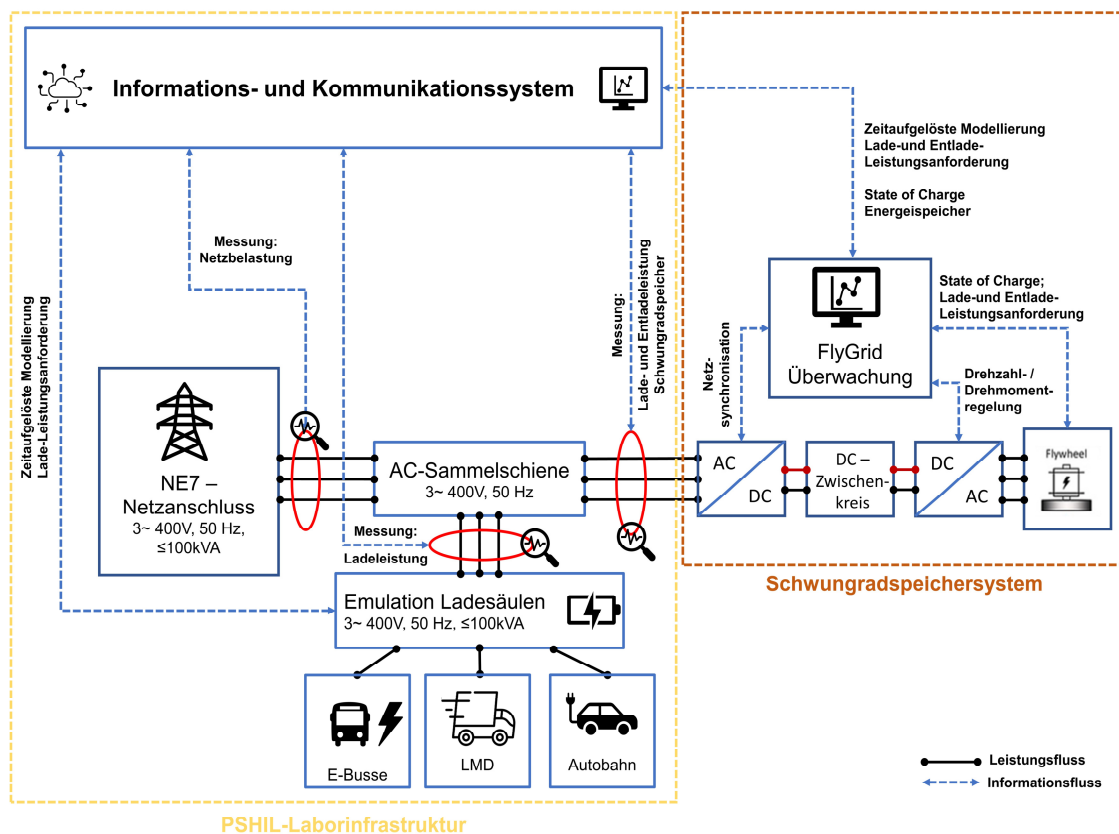 Informations- und Kommunikationssystem
Zeitaufgelöste Modellierung
Lade-und Entlade-
Leistungsanforderung
State of Charge
Energeispeicher
Messung:
Netzbelastung
Zeitaufgelöste Modellierung
Lade-Leistungsanforderung
Messung:
Lade- und Entladeleistung
Schwungradspeicher
Netz-
synchronisation
FlyGrid
Überwachung
State of Charge;
Lade-und Entlade-
Leistungsanforderung
Drehzahl- /
Drehmoment-
regelung
NE7 –
Netzanschluss
3~ 400V, 50 Hz,
≤100kVA
AC-Sammelschiene
3~ 400V, 50 Hz
AC
DC
DC –
Zwischen-
kreis
DC
AC
Flywheel
Messung:
Ladeleistung
Emulation Ladesäulen
3~ 400V, 50 Hz, ≤100kVA
Schwungradspeichersystem
E-Busse
LMD
Autobahn
Leistungsfluss
Informationsfluss
PSHIL-Laborinfrastruktur